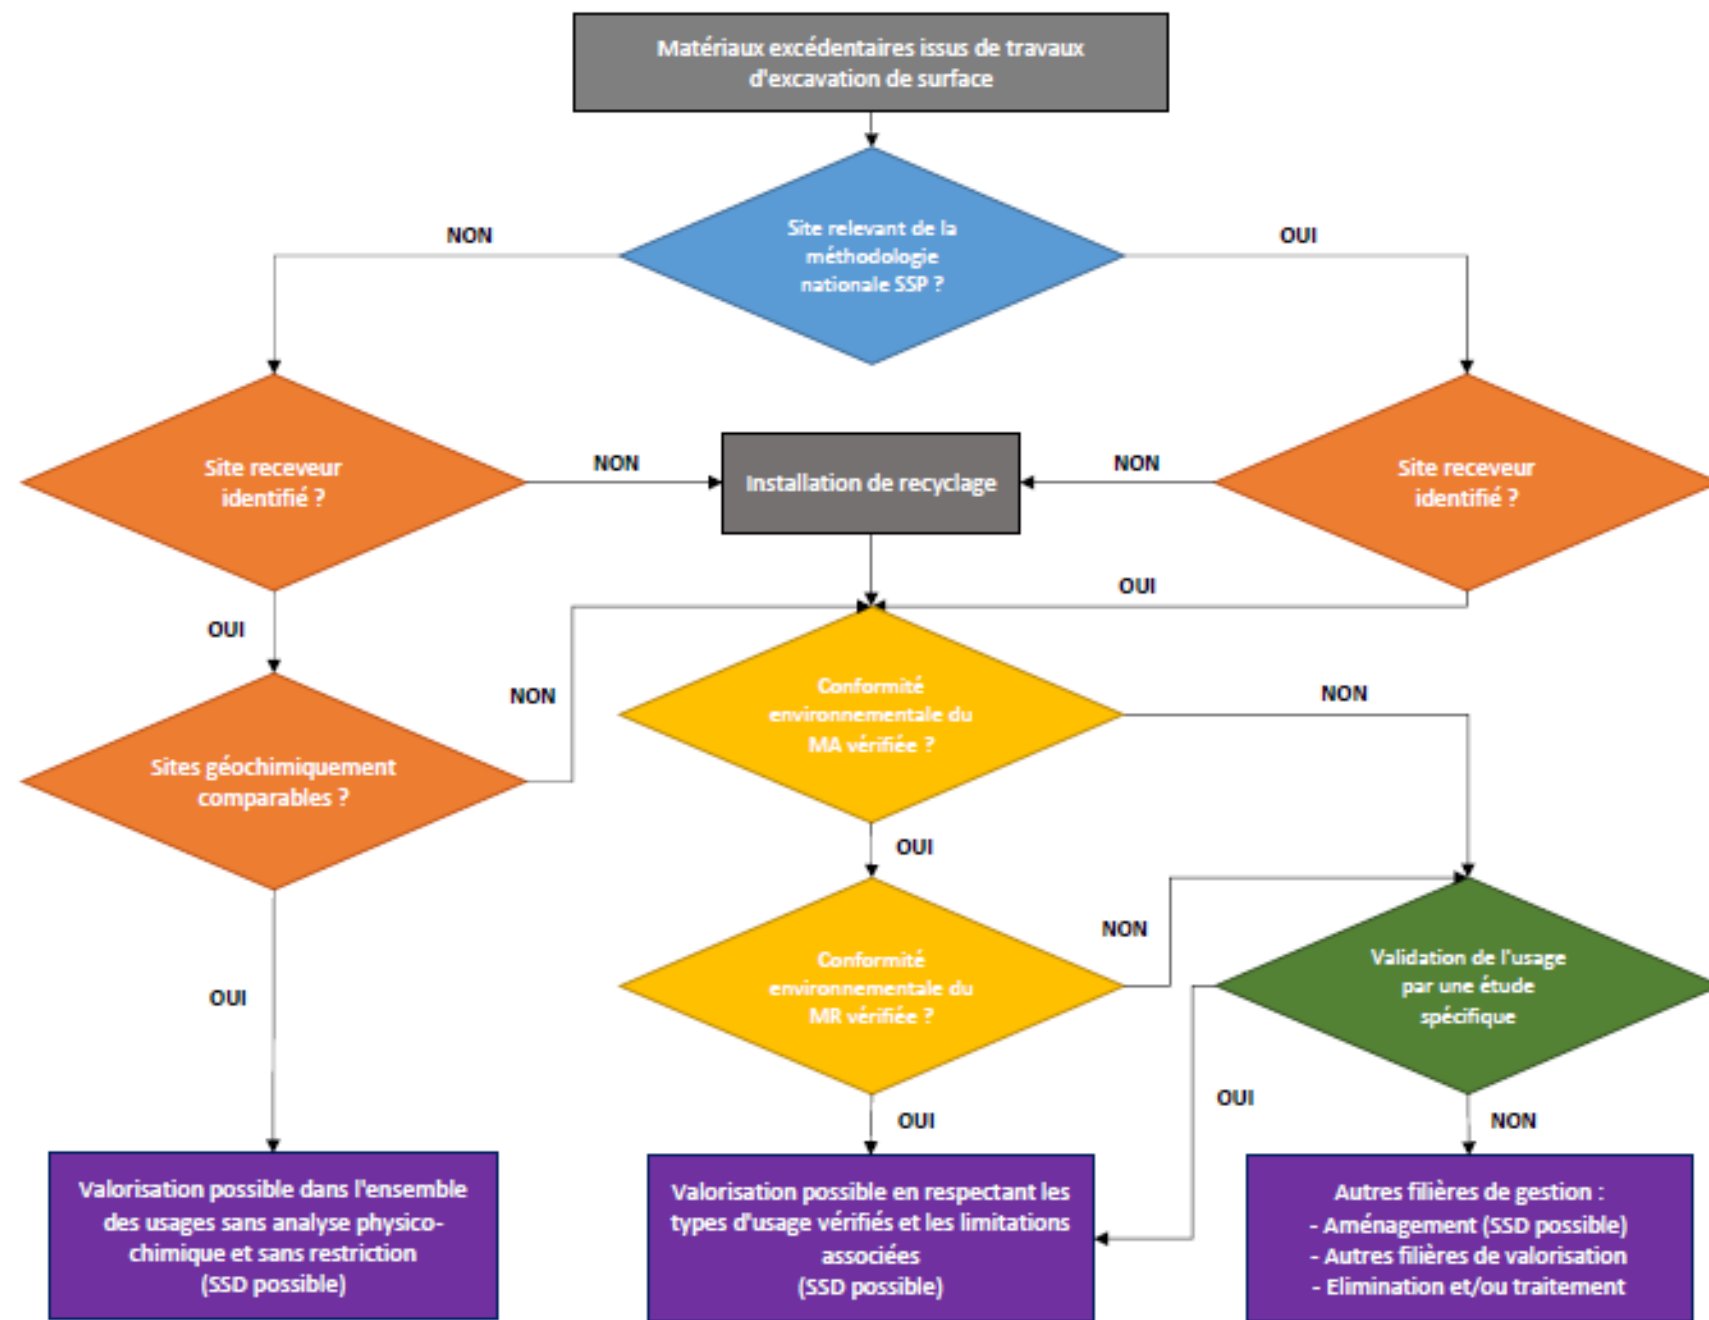 Matériaux excédentaires issus de travaux
d'excavation de surface
Site relevant de la
méthodologie
nationale SSP ?
NON
OUI
Site receveur
identifié ?
NON
Installation de recyclage
NON
Site receveur
identifié ?
OUI
OUI
Sites géochimiquement
comparables ?
NON
Conformité
environnementale du
MA vérifiée ?
NON
OUI
Conformité
environnementale du
MR vérifiée ?
NON
Validation de l'usage
par une étude
spécifique
OUI
OUI
OUI
NON
Valorisation possible dans l'ensemble
des usages sans analyse physico-
chimique et sans restriction
(SSD possible)
Valorisation possible en respectant les
types d'usage vérifiés et les limitations
associées
(SSD possible)
Autres filières de gestion :
- Aménagement (SSD possible)
- Autres filières de valorisation
- Elimination et/ou traitement